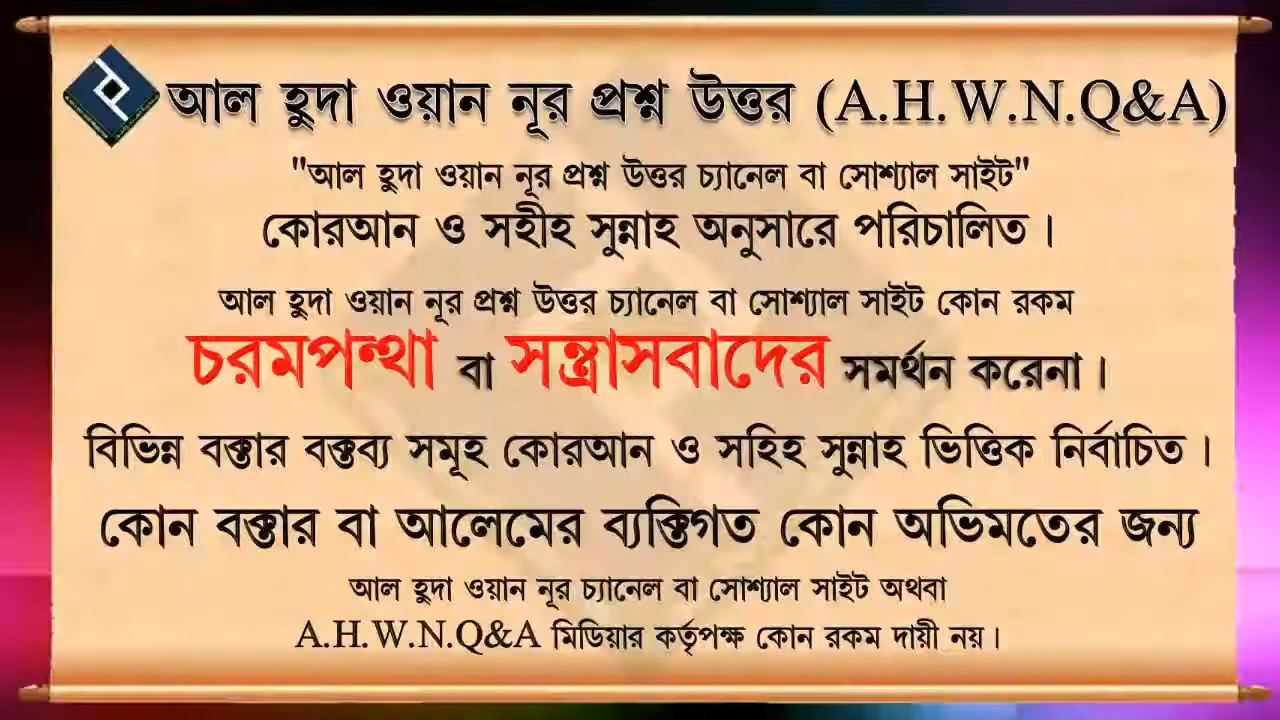 আল হুদা ওয়ান নূর প্রশ্ন উত্তর (A.H.W.N.Q&A)
"আল হুদা ওয়ান নূর প্রশ্ন উত্তর চ্যানেল বা সোশ্যাল সাইট"
কোরআন ও সহীহ সুন্নাহ অনুসারে পরিচালিত।
আল হুদা ওয়ান নূর প্রশ্ন উত্তর চ্যানেল বা সোশ্যাল সাইট কোন রকম
চরমপন্থা বা সন্ত্রাসবাদের সমর্থন করেনা।
বিভিন্ন বক্তার বক্তব্য সমূহ কোরআন ও সহিহ সুন্নাহ ভিত্তিক নির্বাচিত।
কোন বক্তার বা আলেমের ব্যক্তিগত কোন অভিমতের জন্য
আল হুদা ওয়ান নূর চ্যানেল বা সোশ্যাল সাইট অথবা
A.H.W.N.Q&A মিডিয়ার কর্তৃপক্ষ কোন রকম দায়ী নয়।